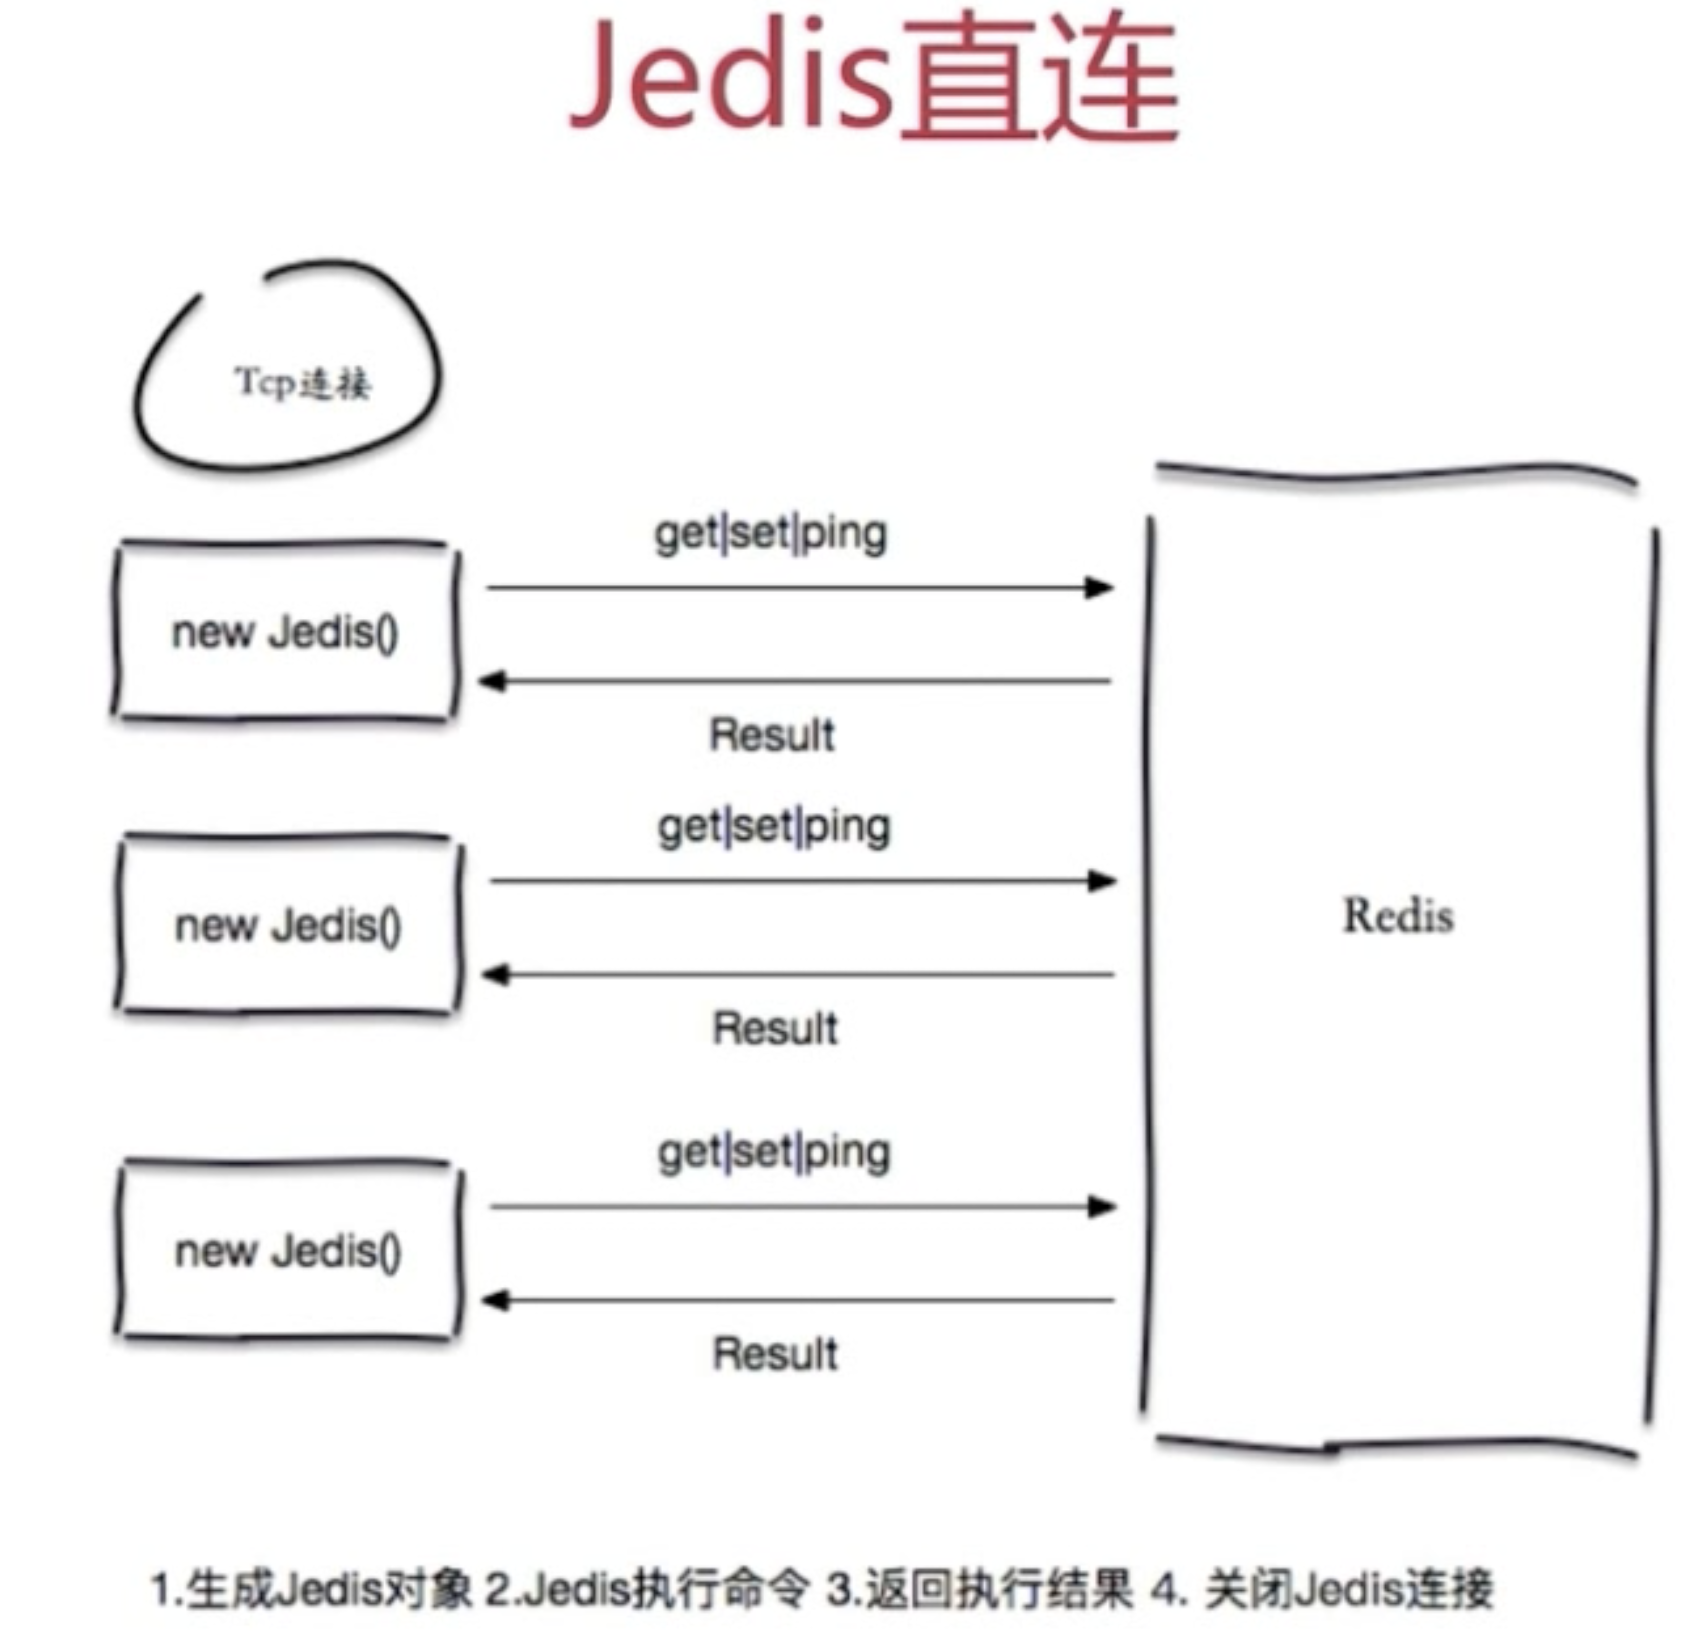 Jedis直连
Tcp连接
get|set|ping
new Jedis()
Result
get|set|ping
new Jedis()
Redis
Result
get|set|ping
new Jedis()
Result
1.生成Jedis对象 2.Jedis执行命令 3.返回执行结果 4. 关闭Jedis连接